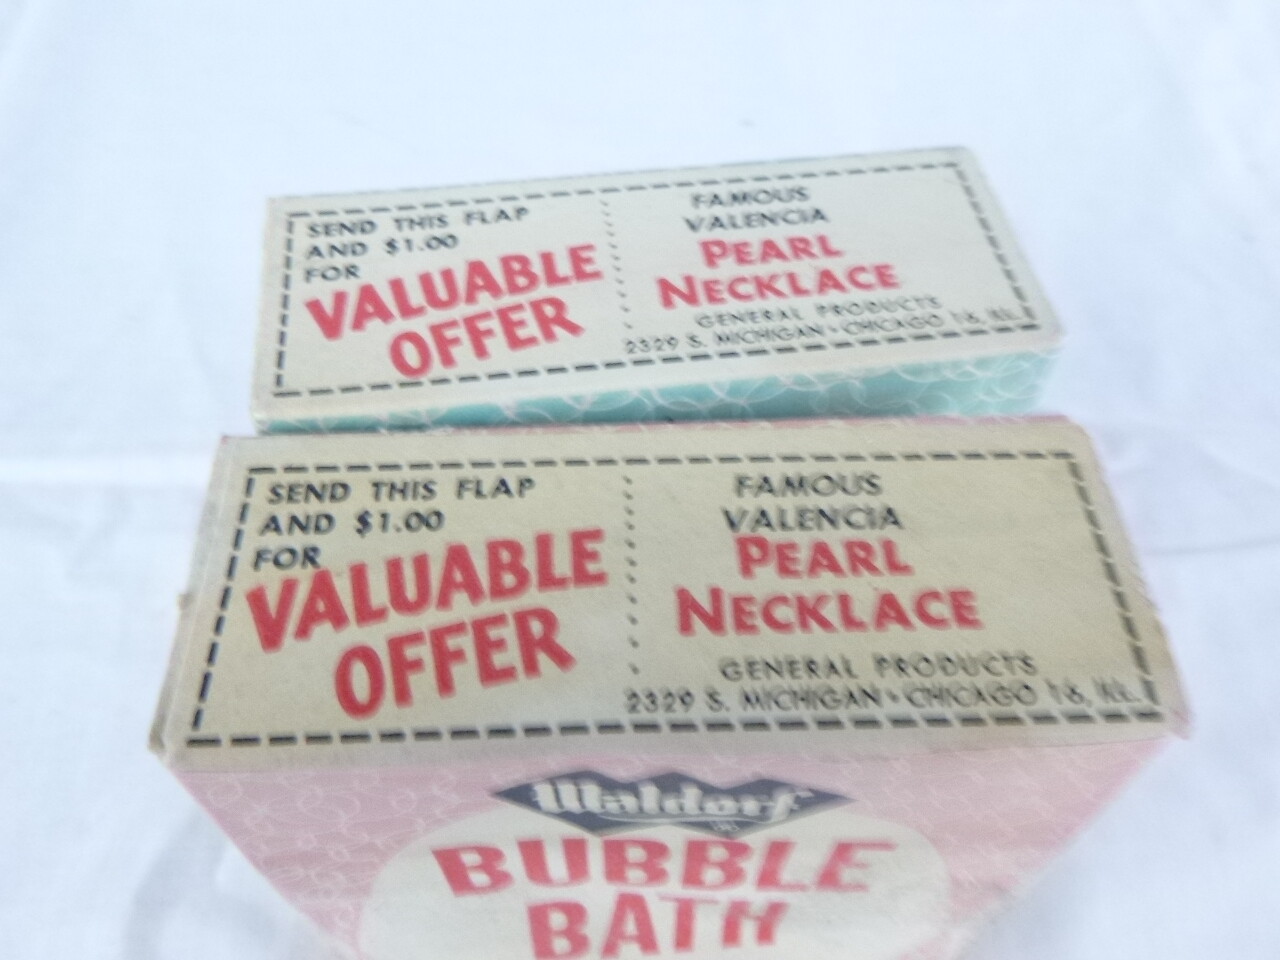 SEND THIS FLAP
AND $1.00
FOR
VALUABLE
OFFER
FAMOUS
VALENCIA
PEARL
NECKLACE
GENERAL PRODUCTS
2329 S. MICHIGAN • CHICAGO 16, ILL.
SEND THIS FLAP
AND $1.00
FOR
VALUABLE
OFFER
FAMOUS
VALENCIA
PEARL
NECKLACE
GENERAL PRODUCTS
2329 S. MICHIGAN • CHICAGO 16, ILL.
Waldorf
BUBBLE
BATH